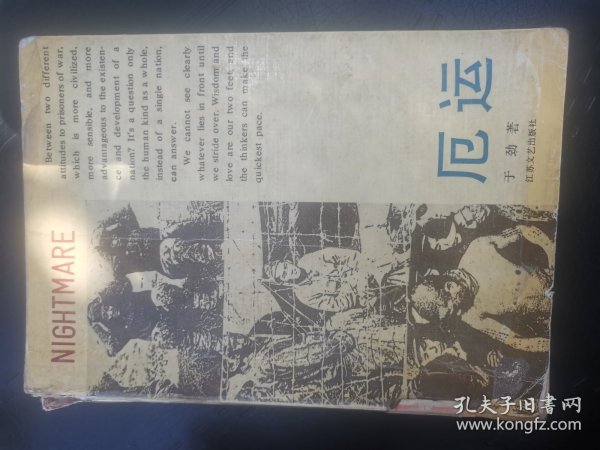 Between two different
attitudes to prisoners of war,
which is more civilized,
more sensible, and more
advantageous to the existen-
ce and development of a
nation? It's a question only
the human kind as a whole,
instead of a single nation,
can answer.
We cannot see clearly
whatever lies in front until
we stride over. Wisdom and
love are our two feet, and
the thinkers can make the
quickest pace.
NIGHTMARE
厄运
于劲 著
江苏文艺出版社
孔夫子旧书网
www.kongfz.com